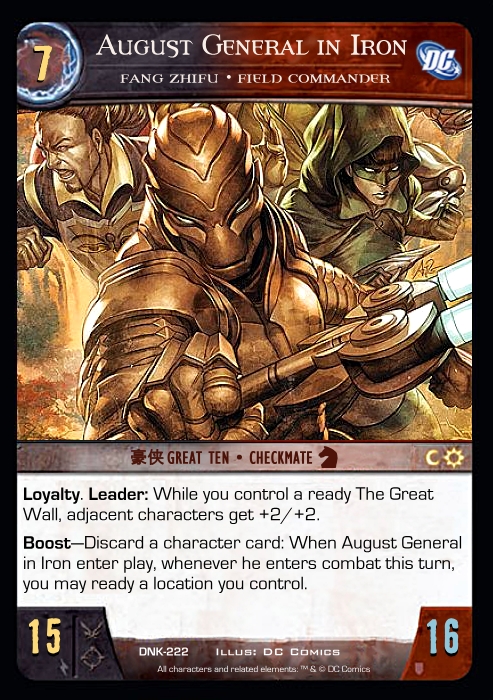 7
August General in Iron
DC
Fang Zhifu • Field Commander
豪侠 GREAT TEN • CHECKMATE
Loyalty. Leader: While you control a ready The Great
Wall, adjacent characters get +2/+2.
Boost—Discard a character card: When August General
in Iron enter play, whenever he enters combat this turn,
you may ready a location you control.
15
DNK-222 Illus: DC Comics
16
All characters and related elements: ™ & © DC Comics